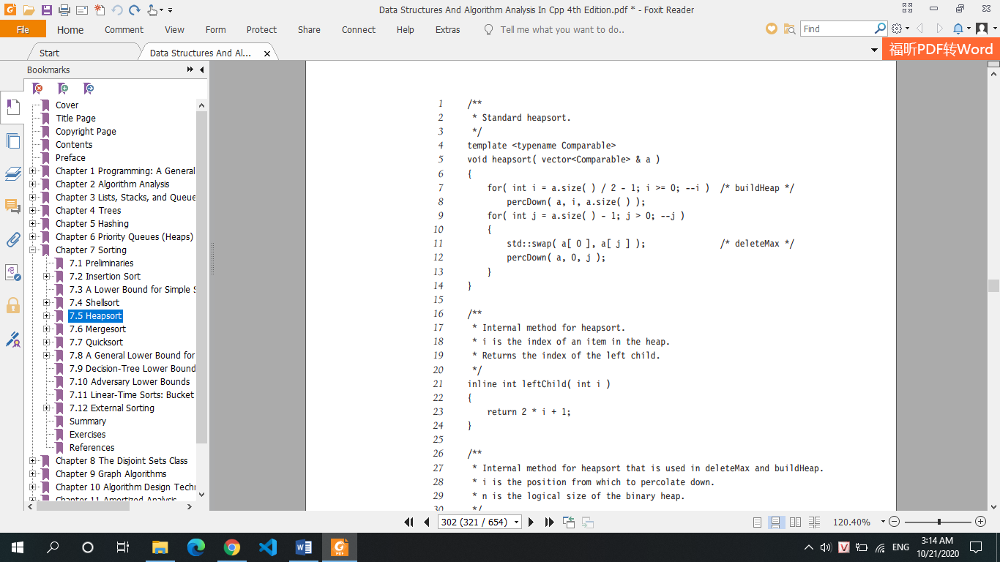 Data Structures And Algorithm Analysis In Cpp 4th Edition.pdf * - Foxit Reader
File Home Comment View Form Protect Share Connect Help Extras Tell me what you want to do.. Find
Start Data Structures And Al... 福昕PDF转Word
Bookmarks
Cover
Title Page
Copyright Page
Contents
Preface
Chapter 1 Programming: A General
Chapter 2 Algorithm Analysis
Chapter 3 Lists, Stacks, and Queue
Chapter 4 Trees
Chapter 5 Hashing
Chapter 6 Priority Queues (Heaps)
Chapter 7 Sorting
7.1 Preliminaries
7.2 Insertion Sort
7.3 A Lower Bound for Simple S
7.4 Shellsort
7.5 Heapsort
7.6 Mergesort
7.7 Quicksort
7.8 A General Lower Bound for
7.9 Decision-Tree Lower Bound
7.10 Adversary Lower Bounds
7.11 Linear-Time Sorts: Bucket
7.12 External Sorting
Summary
Exercises
References
Chapter 8 The Disjoint Sets Class
Chapter 9 Graph Algorithms
Chapter 10 Algorithm Design Techn
Chapter 11 Amortized Analysis
1 /**
2 * Standard heapsort.
3 */
4 template <typename Comparable>
5 void heapsort( vector<Comparable> & a )
6 {
7 for( int i = a.size( ) / 2 - 1; i >= 0; --i ) /* buildHeap */
8 percDown( a, i, a.size( ) );
9 for( int j = a.size( ) - 1; j > 0; --j )
10 {
11 std::swap( a[ 0 ], a[ j ] ); /* deleteMax */
12 percDown( a, 0, j );
13 }
14 }
15
16 /**
17 * Internal method for heapsort.
18 * i is the index of an item in the heap.
19 * Returns the index of the left child.
20 */
21 inline int leftChild( int i )
22 {
23 return 2 * i + 1;
24 }
25
26 /**
27 * Internal method for heapsort that is used in deleteMax and buildHeap.
28 * i is the position from which to percolate down.
29 * n is the logical size of the binary heap.
30 */
302 (321 / 654) 120.40%
ENG 3:14 AM
10/21/2020